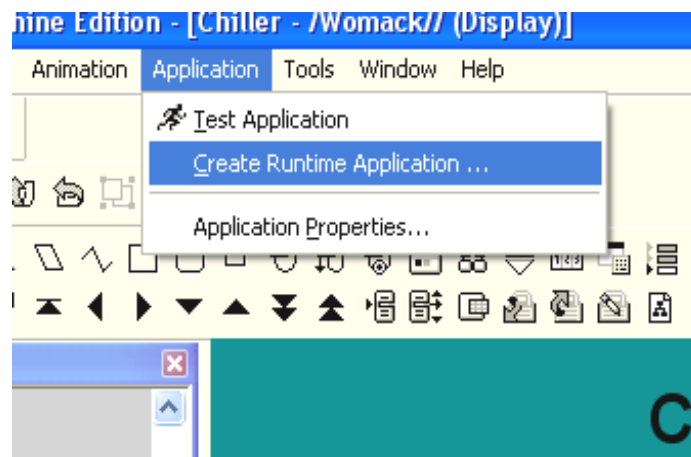 hine Edition - [Chiller - /Womack// (Display)]
Animation Application Tools Window Help
Test Application
Create Runtime Application ...
Application Properties...
C